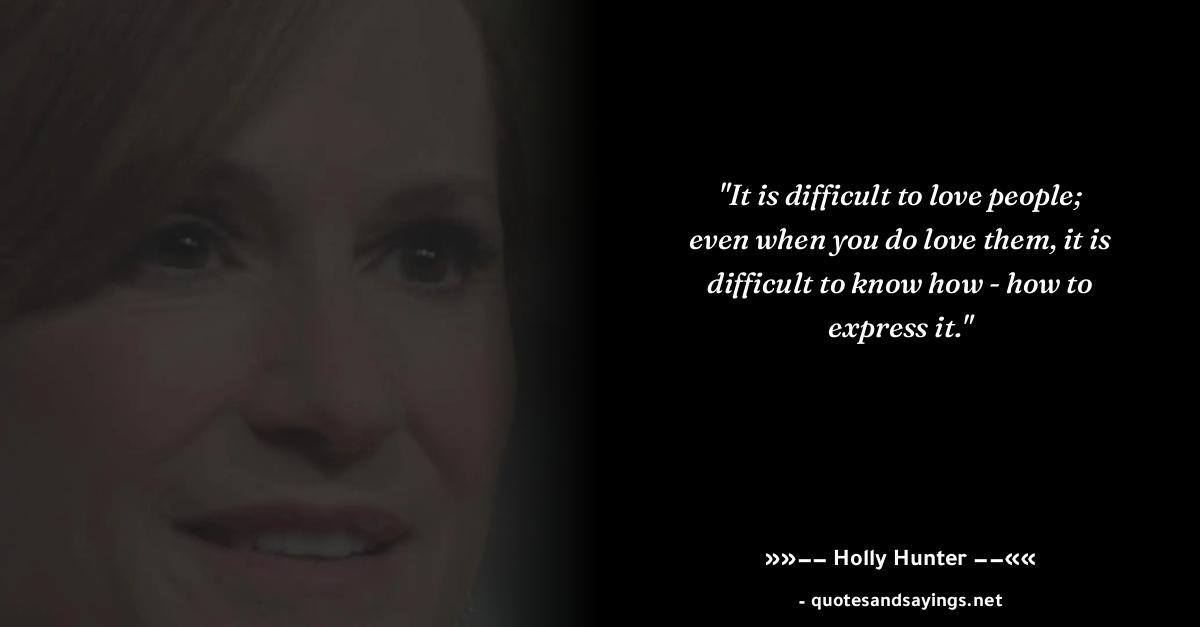 "It is difficult to love people;
even when you do love them, it is
difficult to know how - how to
express it."
»»−− Holly Hunter −−««
- quotesandsayings.net